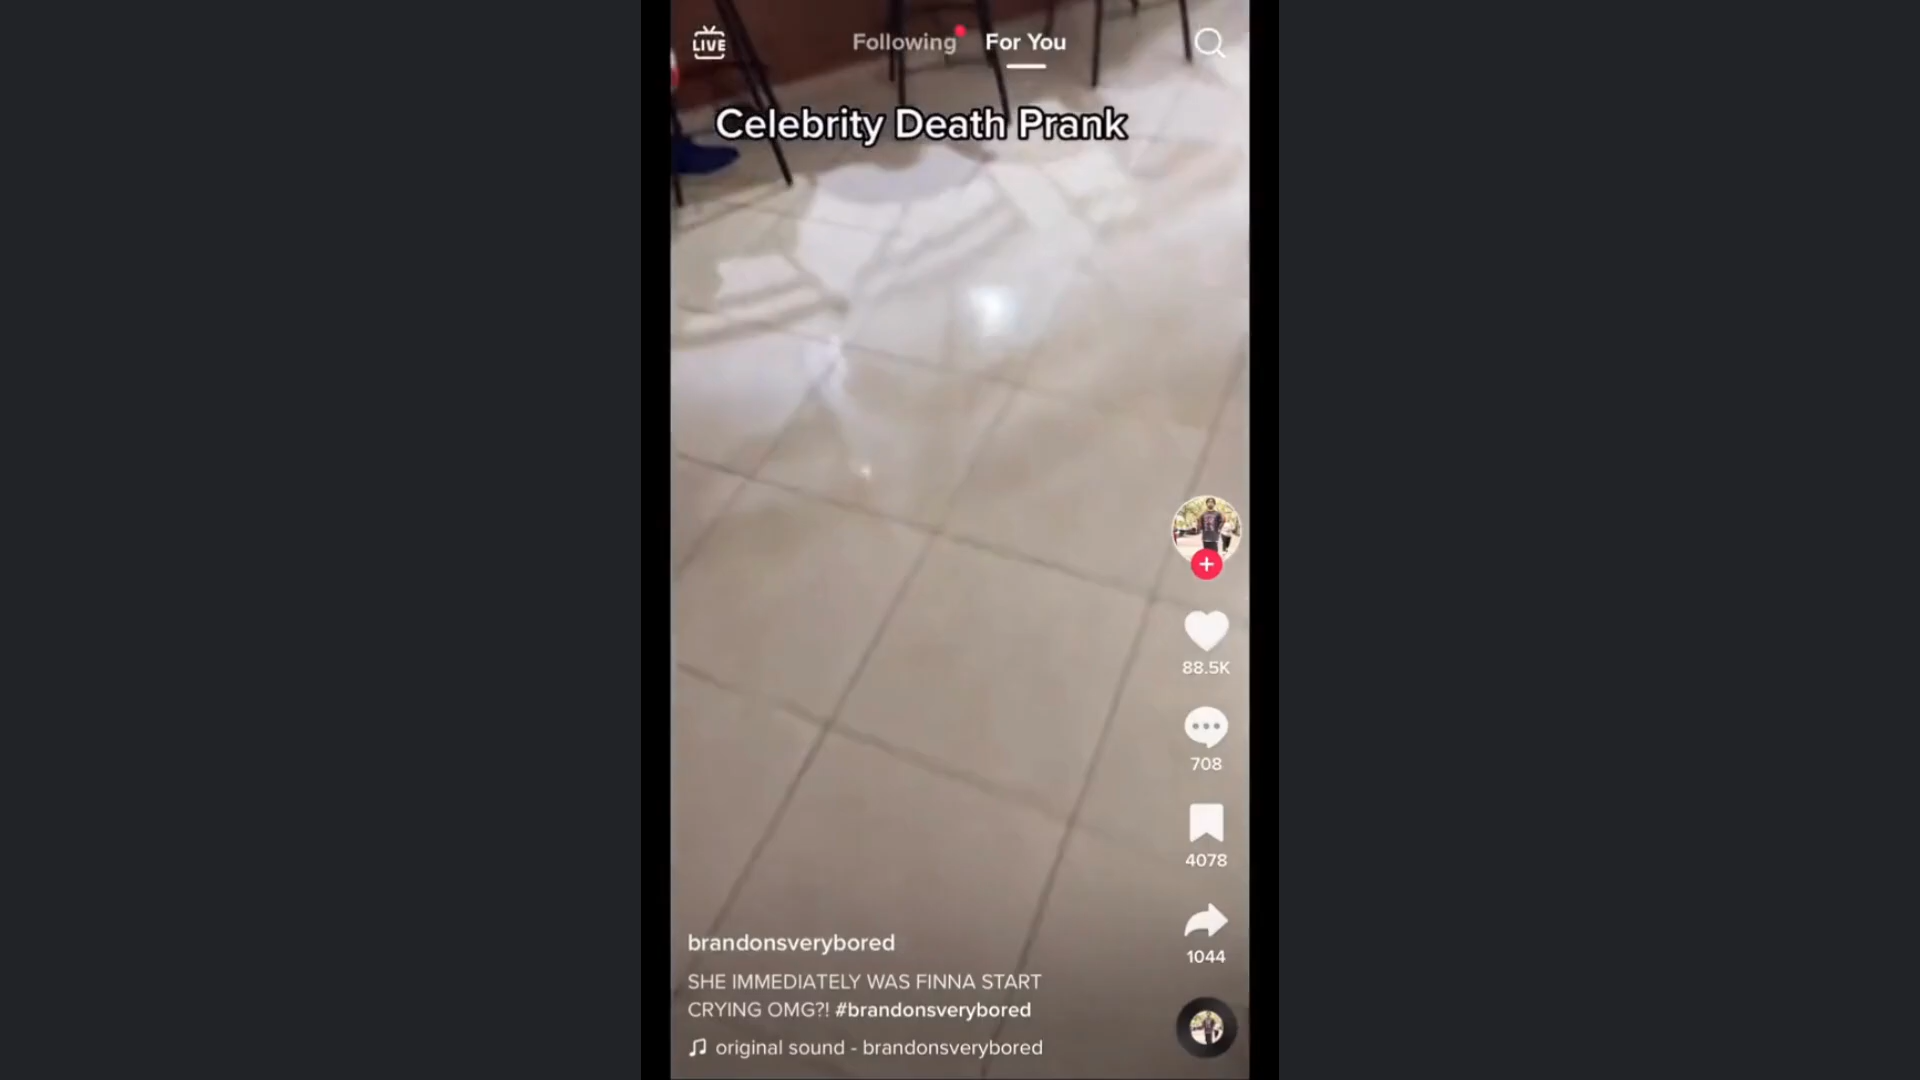 LIVE
Following
For You
Celebrity Death Prank
88.5K
708
4078
1044
brandonsverybored
SHE IMMEDIATELY WAS FINNA START
CRYING OMG?! #brandonsverybored
original sound - brandonsverybored